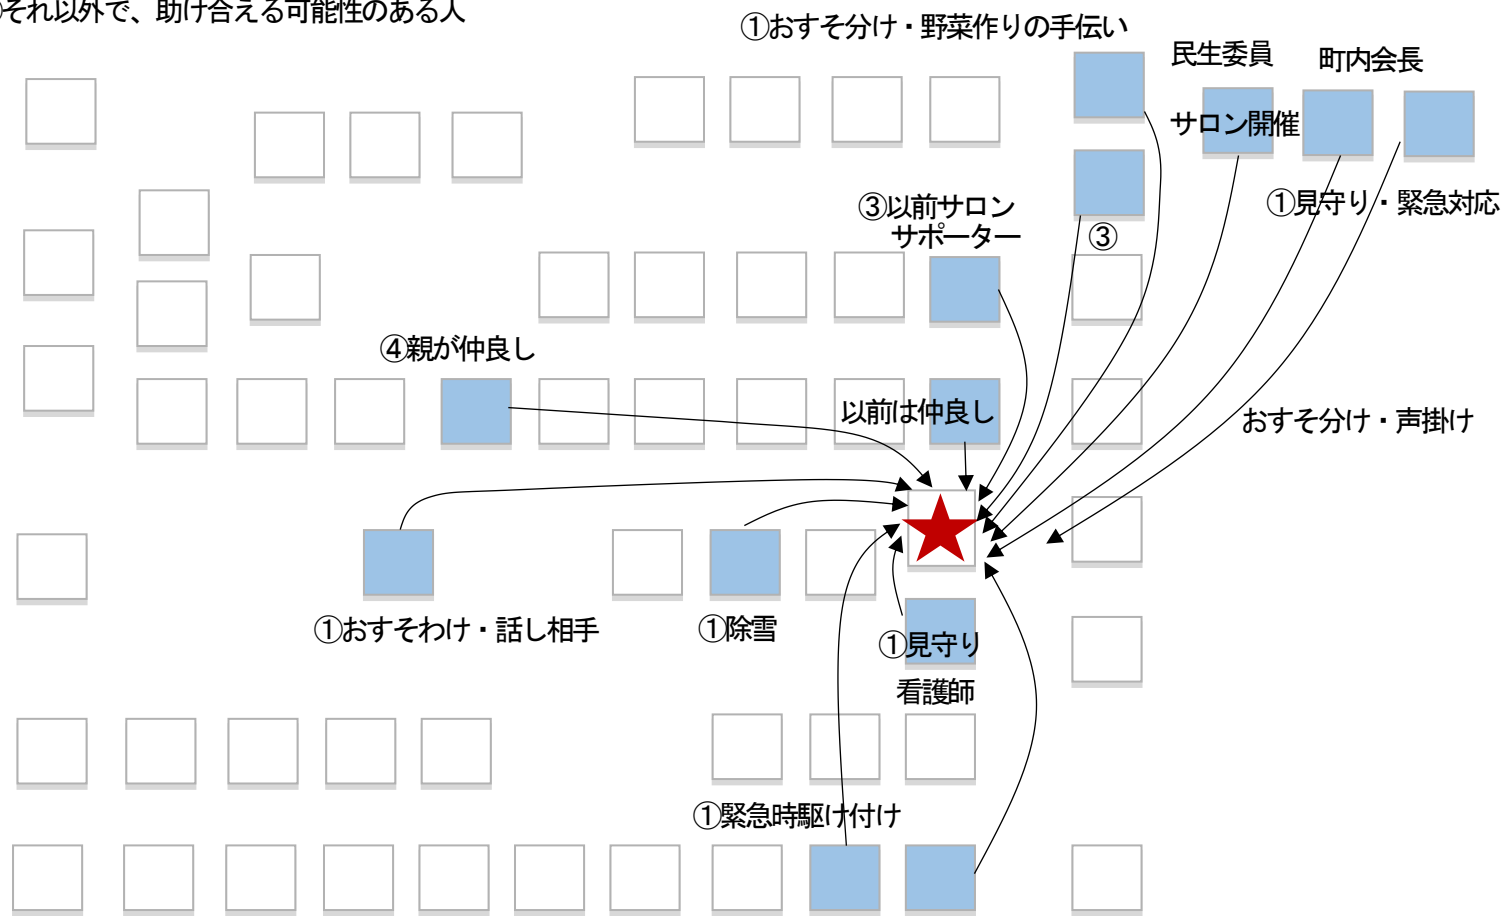 それ以外で、助け合える可能性のある人
①おすそ分け・野菜作りの手伝い
民生委員
町内会長
サロン開催
①見守り・緊急対応
③以前サロン
サポーター
③
④親が仲良し
以前は仲良し
おすそ分け・声掛け
①おすそわけ・話し相手
①除雪
①見守り
看護師
①緊急時駆け付け